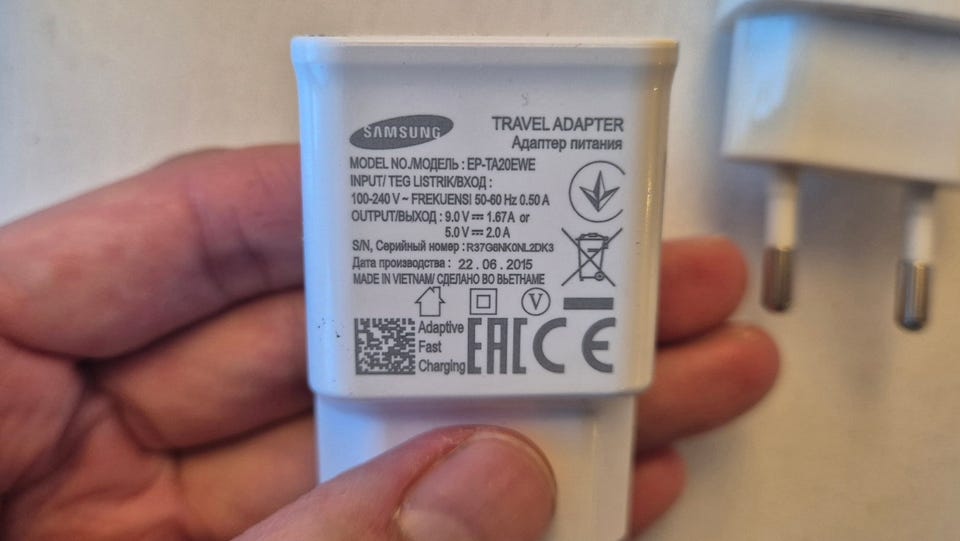 SAMSUNG
TRAVEL ADAPTER
Адаптер питания
MODEL NO./МОДЕЛЬ : EP-TA20EWE
INPUT/ TEG LISTRIK/ВХОД :
100-240 V ~ FREKUENSI 50-60 Hz 0.50 A
OUTPUT/ВЫХОД : 9.0 V ⎓ 1.67A or
5.0 V ⎓ 2.0 A
S/N, Серийный номер : R37G6NK0NL2DK3
Дата производства : 22 . 06 . 2015
MADE IN VIETNAM/ СДЕЛАНО ВО ВЬЕТНАМЕ
V
Adaptive
Fast
Charging
EAC CE